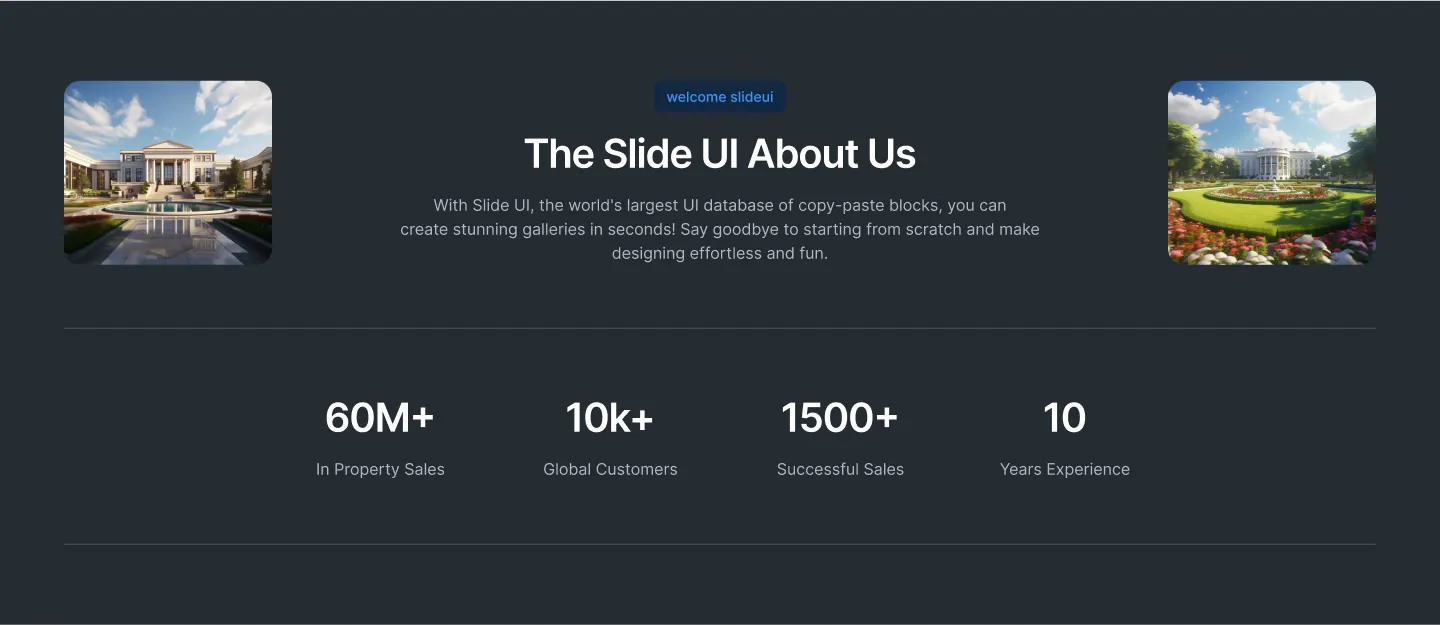 welcome slideui
The Slide UI About Us
With Slide UI, the world's largest UI database of copy-paste blocks, you can
create stunning galleries in seconds! Say goodbye to starting from scratch and make
designing effortless and fun.
60M+
10k+
1500+
10
In Property Sales
Global Customers
Successful Sales
Years Experience